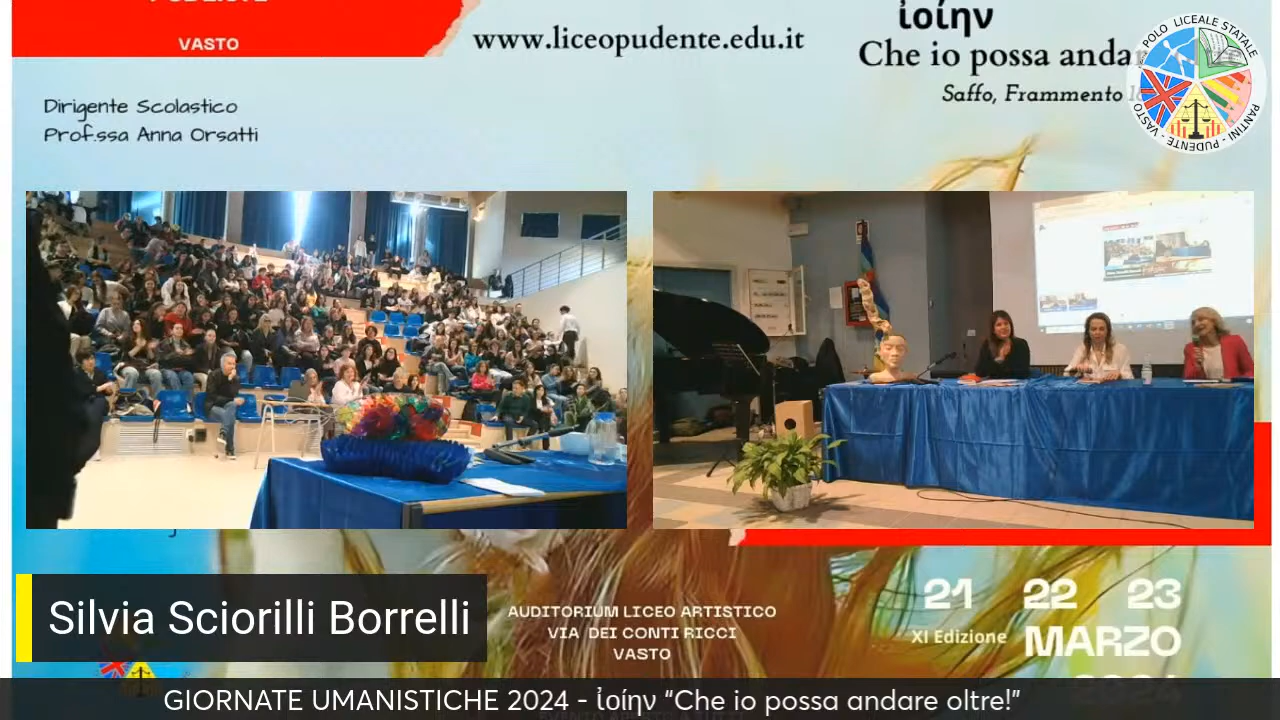 VASTO
www.liceopudente.edu.it
ἰοίην
Che io possa andar
Saffo, Frammento
POLO LICEALE STATALE
PANTINI - PUDENTE - VASTO
Dirigente Scolastico
Prof.ssa Anna Orsatti
Silvia Sciorilli Borrelli
AUDITORIUM LICEO ARTISTICO
VIA DEI CONTI RICCI
VASTO
21 22 23
XI Edizione MARZO
GIORNATE UMANISTICHE 2024 - ἰοίην “Che io possa andare oltre!”